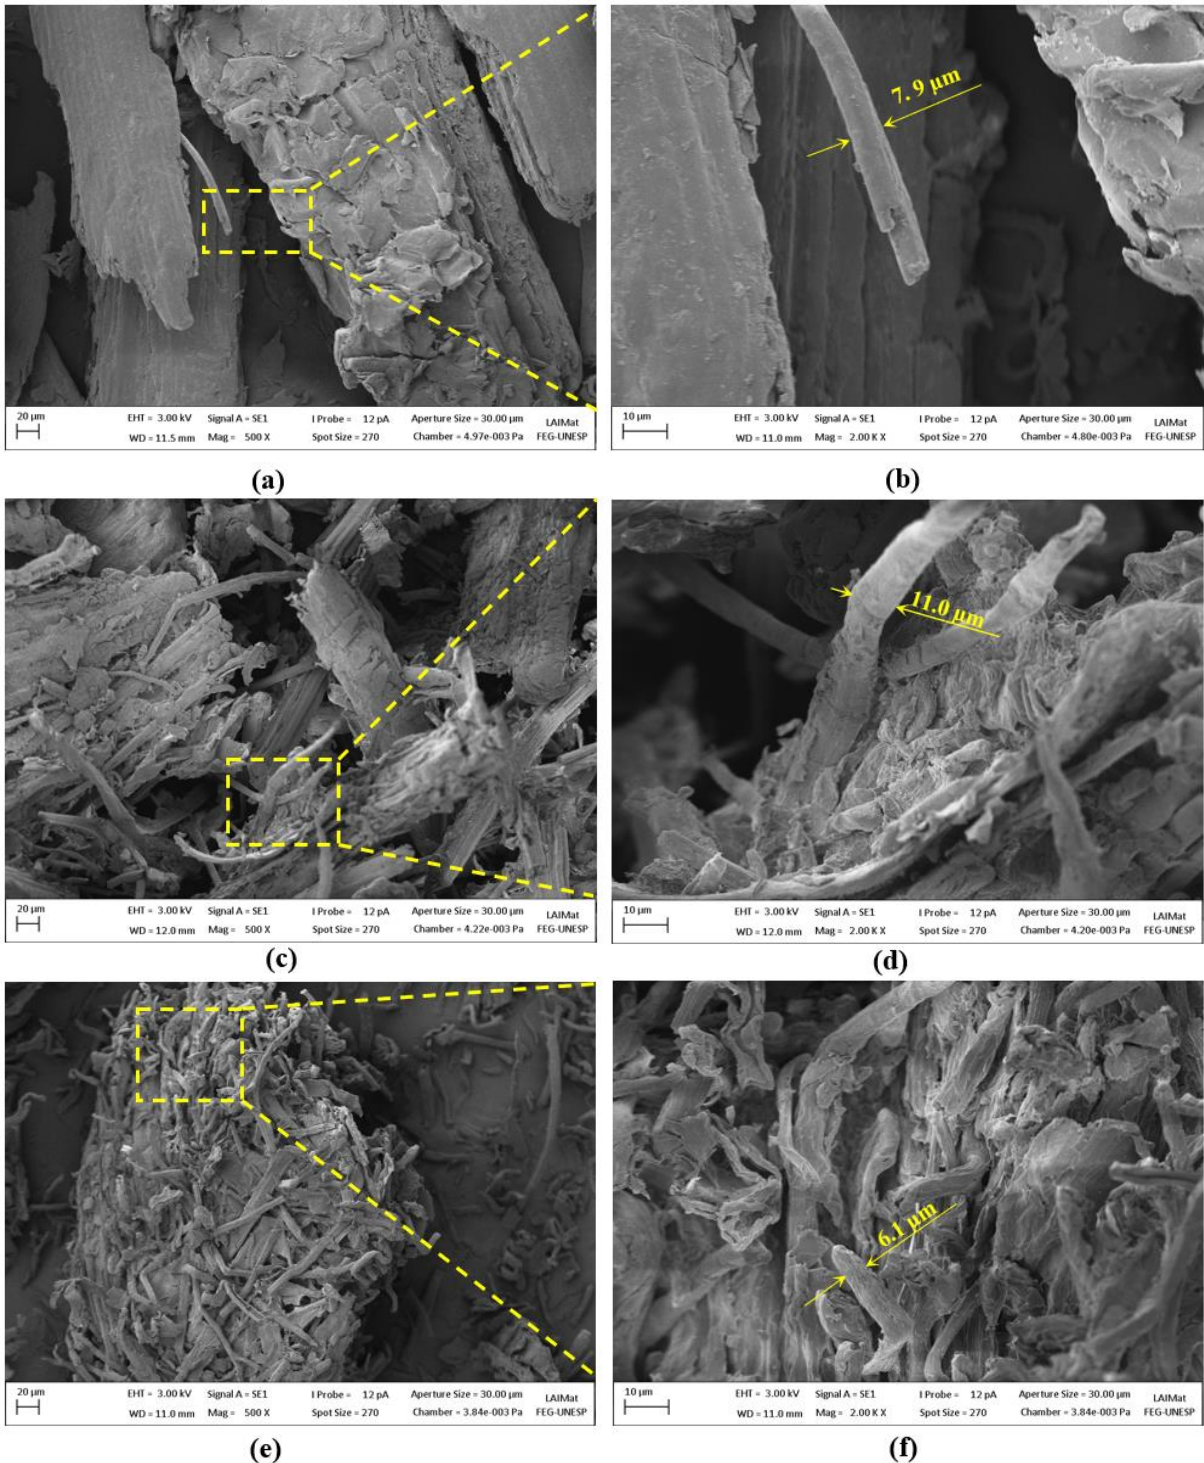 7. 9 µm
20 µm
EHT = 3.00 kV Signal A = SE1 I Probe = 12 pA Aperture Size = 30.00 µm LAIMat
WD = 11.5 mm Mag = 500 X Spot Size = 270 Chamber = 4.97e-003 Pa FEG-UNESP
10 µm
EHT = 3.00 kV Signal A = SE1 I Probe = 12 pA Aperture Size = 30.00 µm LAIMat
WD = 11.0 mm Mag = 2.00 K X Spot Size = 270 Chamber = 4.80e-003 Pa FEG-UNESP
(a)
(b)
11.0 µm
20 µm
EHT = 3.00 kV Signal A = SE1 I Probe = 12 pA Aperture Size = 30.00 µm LAIMat
WD = 12.0 mm Mag = 500 X Spot Size = 270 Chamber = 4.22e-003 Pa FEG-UNESP
10 µm
EHT = 3.00 kV Signal A = SE1 I Probe = 12 pA Aperture Size = 30.00 µm LAIMat
WD = 12.0 mm Mag = 2.00 K X Spot Size = 270 Chamber = 4.20e-003 Pa FEG-UNESP
(c)
(d)
6.1 µm
20 µm
EHT = 3.00 kV Signal A = SE1 I Probe = 12 pA Aperture Size = 30.00 µm LAIMat
WD = 11.0 mm Mag = 500 X Spot Size = 270 Chamber = 3.84e-003 Pa FEG-UNESP
10 µm
EHT = 3.00 kV Signal A = SE1 I Probe = 12 pA Aperture Size = 30.00 µm LAIMat
WD = 11.0 mm Mag = 2.00 K X Spot Size = 270 Chamber = 3.84e-003 Pa FEG-UNESP
(e)
(f)